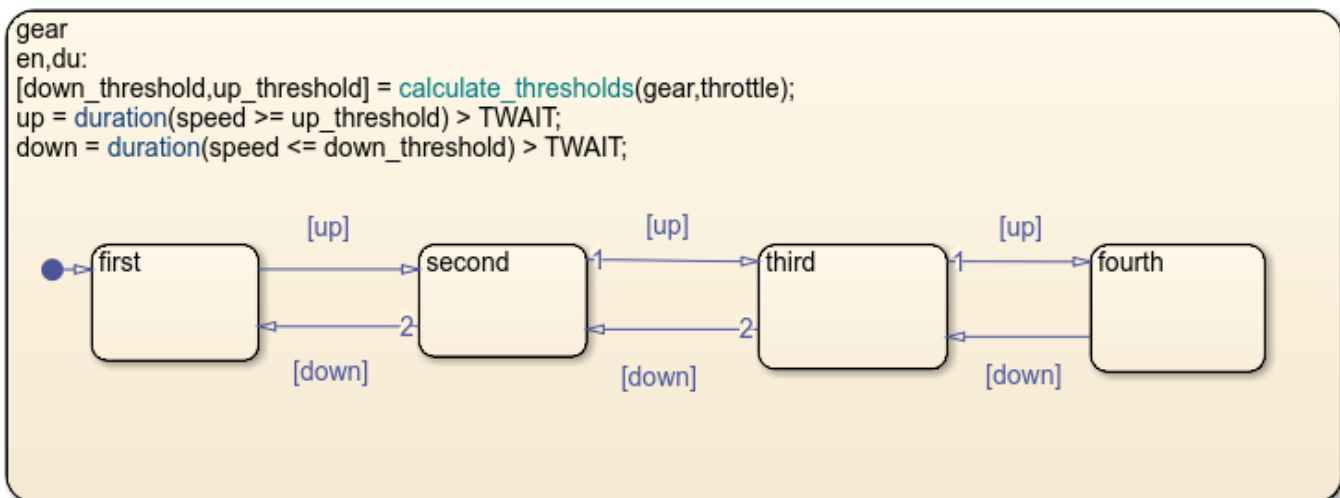 gear
en,du:
[down_threshold,up_threshold] = calculate_thresholds(gear,throttle);
up = duration(speed >= up_threshold) > TWAIT;
down = duration(speed <= down_threshold) > TWAIT;
[up] [up] [up]
first second 1 third 1 fourth
2 2
[down] [down] [down]